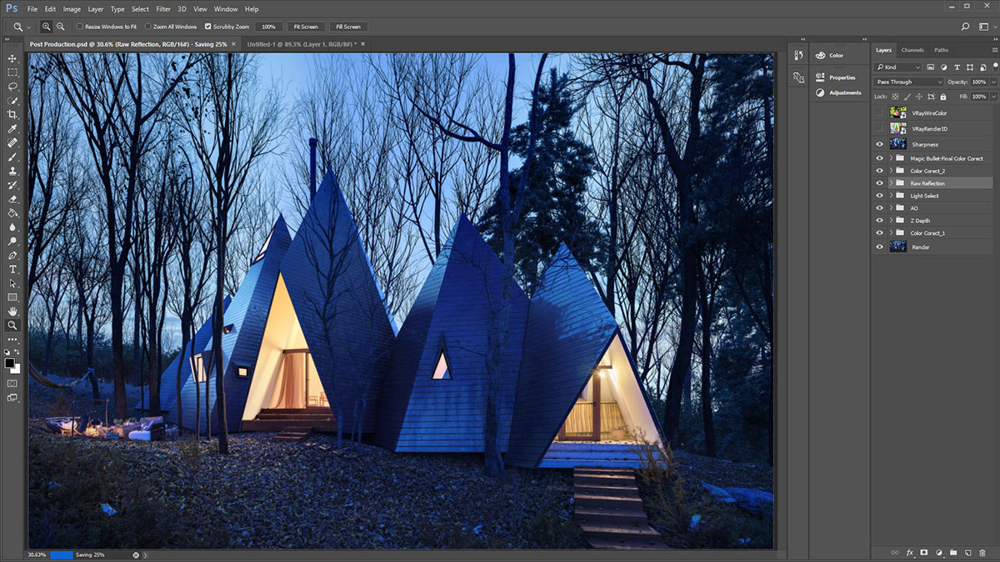 Ps File Edit Image Layer Type Select Filter 3D View Window Help
Resize Windows to Fit Zoom All Windows Scrubby Zoom 100% Fit Screen Fill Screen
Post Production.psd @ 30.6% (Raw Reflection, RGB/16#) - Saving 25% × Untitled-1 @ 89.3% (Layer 1, RGB/8#) * ×
Color
Properties
Adjustments
Layers Channels Paths
Kind
Pass Through Opacity: 100%
Lock: Fill: 100%
VRayWireColor
VRayRenderID
Sharpness
Magic Bullet-Final Color Corect
Color Corect_2
Raw Reflection
Light Select
AO
Z Depth
Color Corect_1
Render
30.63% Saving 25%
fx